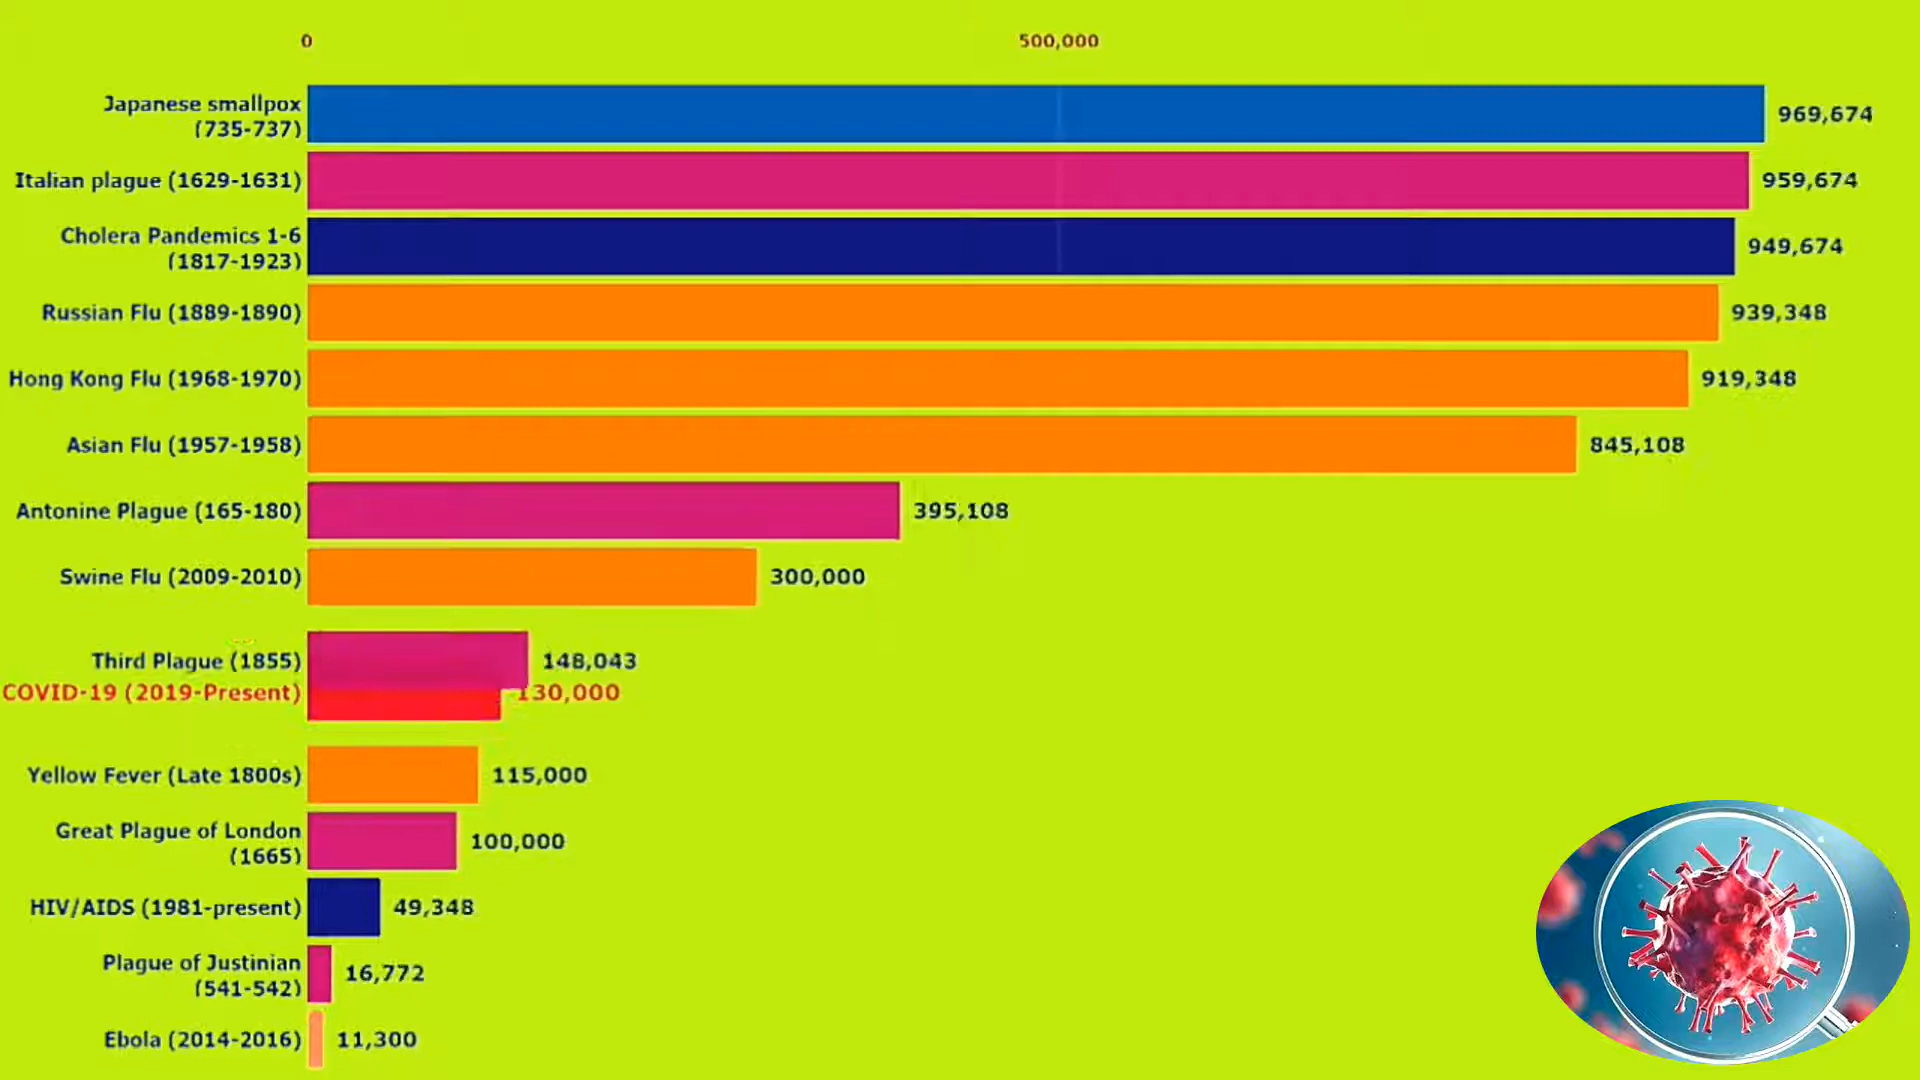 0 500,000
Japanese smallpox
(735-737) 969,674
Italian plague (1629-1631) 959,674
Cholera Pandemics 1-6
(1817-1923) 949,674
Russian Flu (1889-1890) 939,348
Hong Kong Flu (1968-1970) 919,348
Asian Flu (1957-1958) 845,108
Antonine Plague (165-180) 395,108
Swine Flu (2009-2010) 300,000
Third Plague (1855) 148,043
COVID-19 (2019-Present) 130,000
Yellow Fever (Late 1800s) 115,000
Great Plague of London
(1665) 100,000
HIV/AIDS (1981-present) 49,348
Plague of Justinian
(541-542) 16,772
Ebola (2014-2016) 11,300